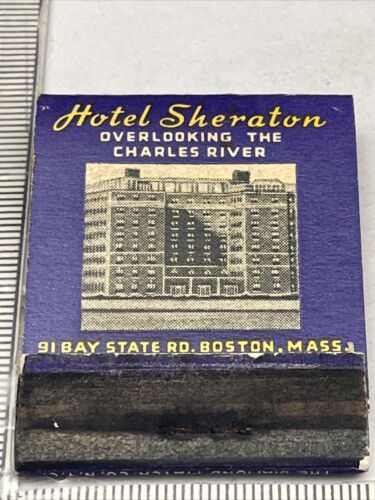 Hotel Sheraton
OVERLOOKING THE
CHARLES RIVER
91 BAY STATE RD. BOSTON, MASS.